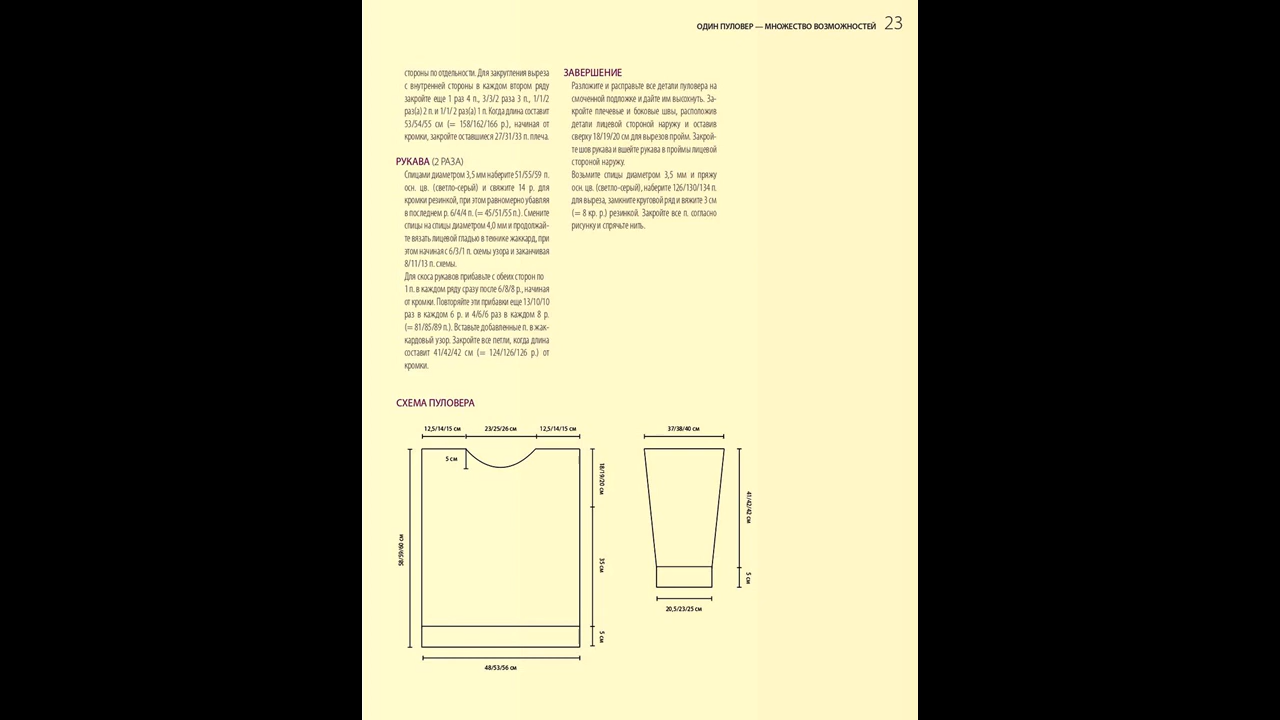 ОДИН ПУЛОВЕР — МНОЖЕСТВО ВОЗМОЖНОСТЕЙ 23
стороны по отдельности. Для закругления выреза
с внутренней стороны в каждом втором ряду
закройте еще 1 раз 4 п., 3/3/2 раза 3 п., 1/1/2
раз(а) 2 п. и 1/1/2 раз(а) 1 п. Когда длина составит
53/54/55 см (= 158/162/166 р.), начиная от
кромки, закройте оставшиеся 27/31/33 п. плеча.
РУКАВА (2 РАЗА)
Спицами диаметром 3,5 мм наберите 51/55/59 п.
осн. цв. (светло-серый) и свяжите 14 р. для
кромки резинкой, при этом равномерно убавляя
в последнем р. 6/4/4 п. (= 45/51/55 п.). Смените
спицы на спицы диаметром 4,0 мм и продолжай-
те вязать лицевой гладью в технике жаккард, при
этом начиная с 6/3/1 п. схемы узора и заканчивая
8/11/13 п. схемы.
Для скоса рукавов прибавьте с обеих сторон по
1 п. в каждом ряду сразу после 6/8/8 р., начиная
от кромки. Повторяйте эти прибавки еще 13/10/10
раз в каждом 6 р. и 4/6/6 раз в каждом 8 р.
(= 81/85/89 п.). Вставьте добавленные п. в жак-
кардовый узор. Закройте все петли, когда длина
составит 41/42/42 см (= 124/126/126 р.) от
кромки.
ЗАВЕРШЕНИЕ
Разложите и расправьте все детали пуловера на
смоченной подложке и дайте им высохнуть. За-
кройте плечевые и боковые швы, расположив
детали лицевой стороной наружу и оставив
сверху 18/19/20 см для вырезов пройм. Закрой-
те шов рукава и вшейте рукава в проймы лицевой
стороной наружу.
Возьмите спицы диаметром 3,5 мм и пряжу
осн. цв. (светло-серый), наберите 126/130/134 п.
для выреза, замкните круговой ряд и вяжите 3 см
(= 8 кр. р.) резинкой. Закройте все п. согласно
рисунку и спрячьте нить.
СХЕМА ПУЛОВЕРА
12,5/14/15 см 23/25/26 см 12,5/14/15 см
5 см
18/19/20 см
58/59/60 см
35 см
5 см
48/53/56 см
37/38/40 см
41/42/42 см
5 см
20,5/23/25 см